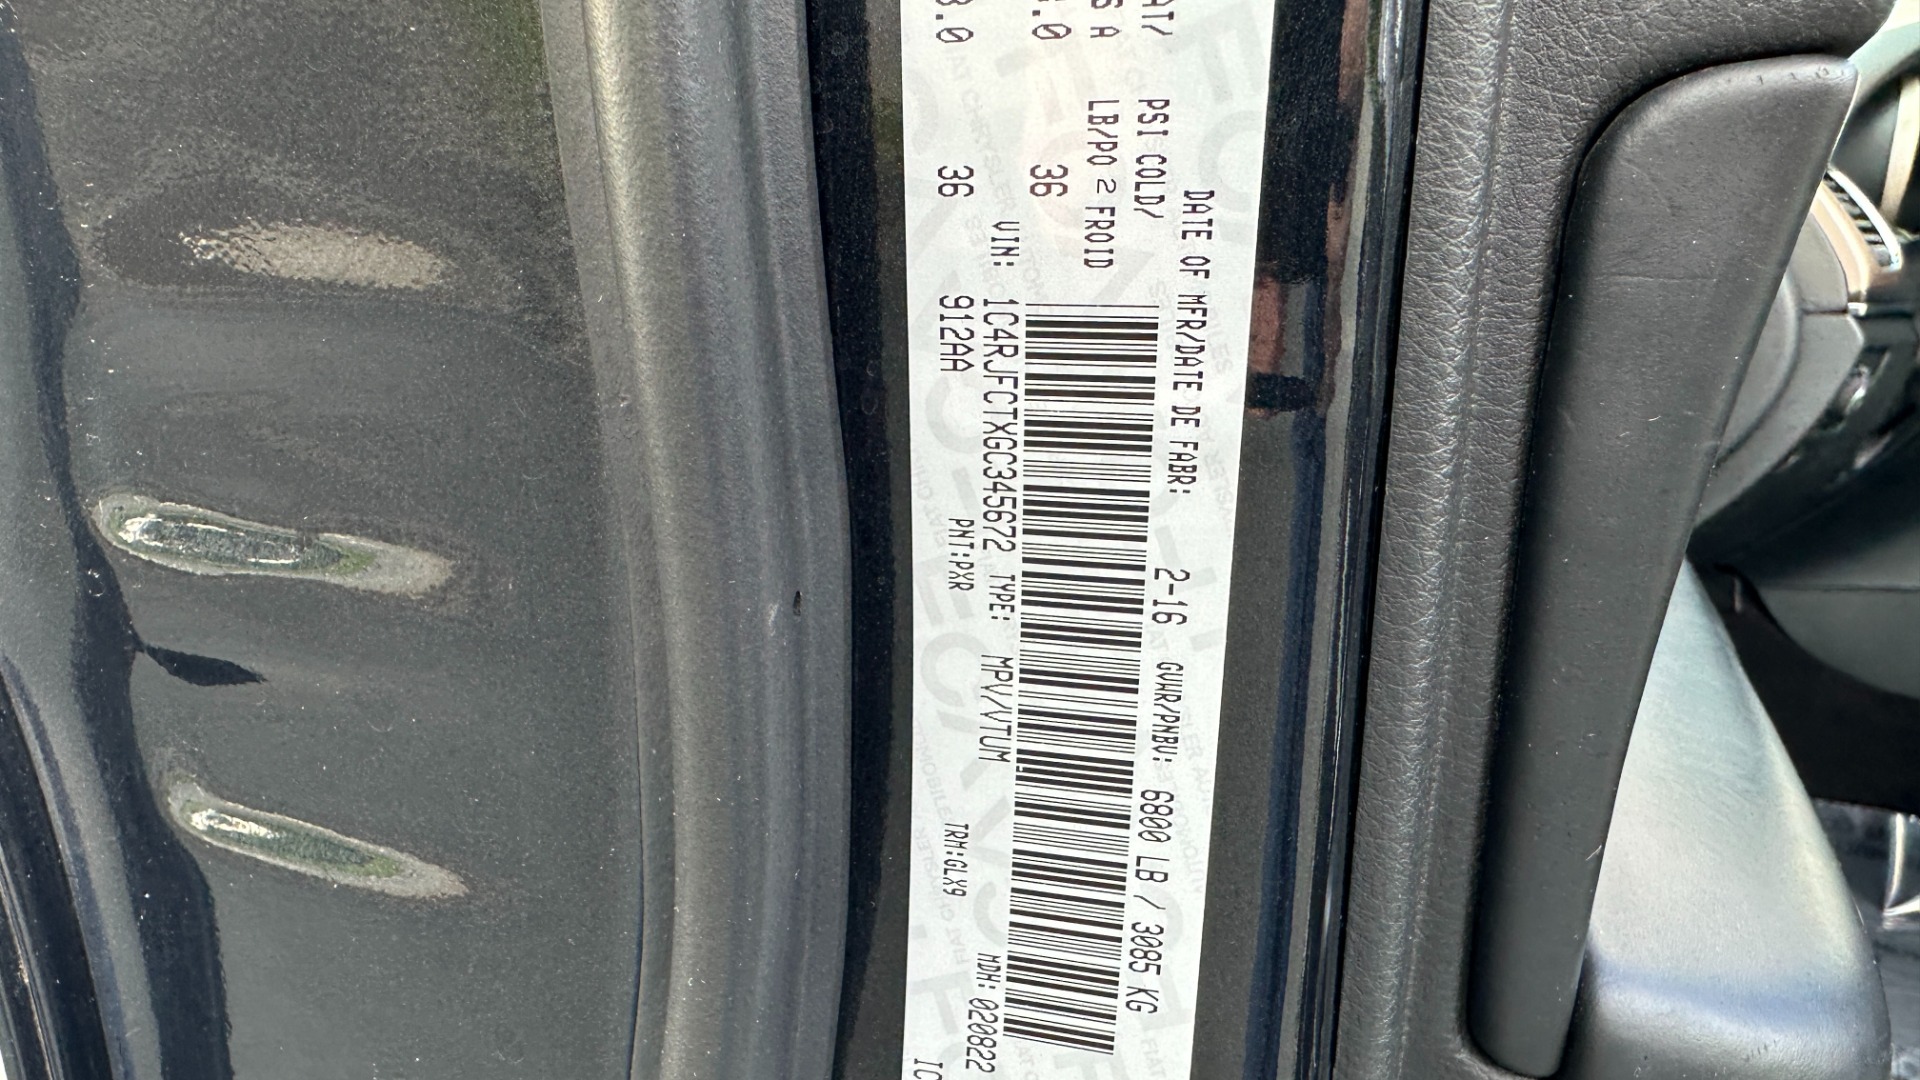 DATE OF MFR/DATE DE FABR: 2-16 GVWR/PNBV: 6800 LB / 3085 KG
PSI COLD/
6 A LB/PO 2 FROID
36
VIN: 1C4RJFCTXGC345672 TYPE: MPV/VTUM MDH: 020822
36 912AA PNT:PXR TRM:GLX9